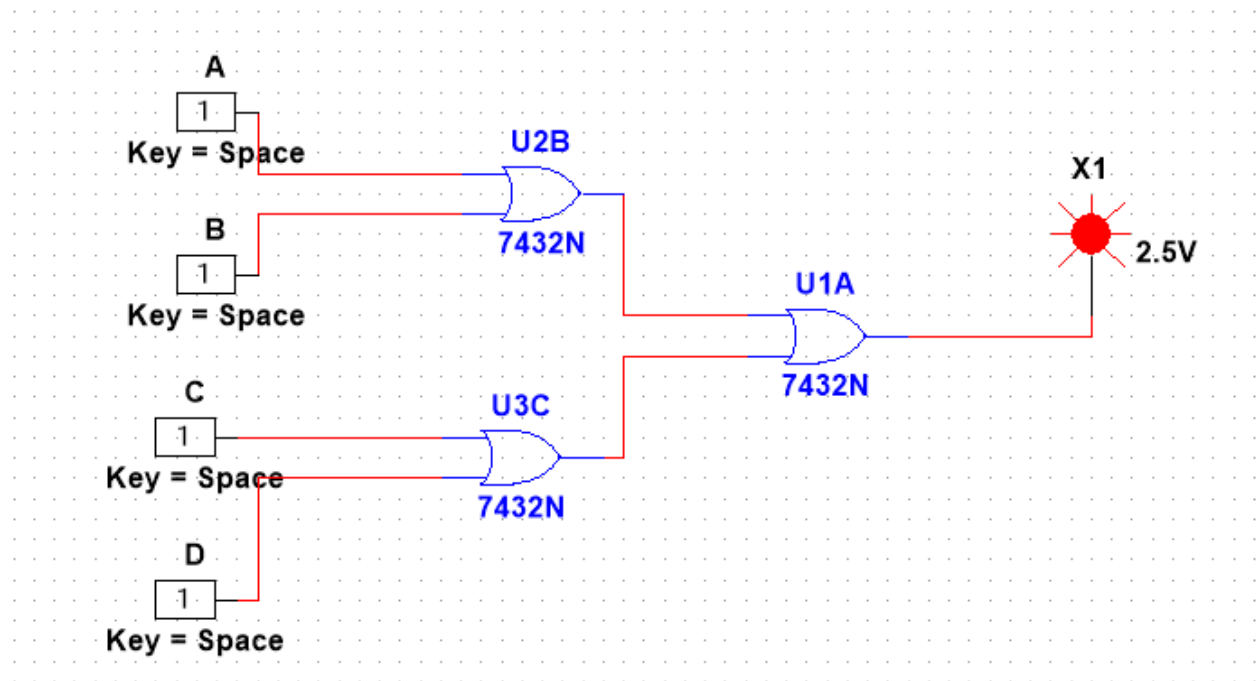 A
1
Key = Space
U2B
7432N
B
1
Key = Space
X1
2.5V
U1A
7432N
C
1
Key = Space
U3C
7432N
D
1
Key = Space